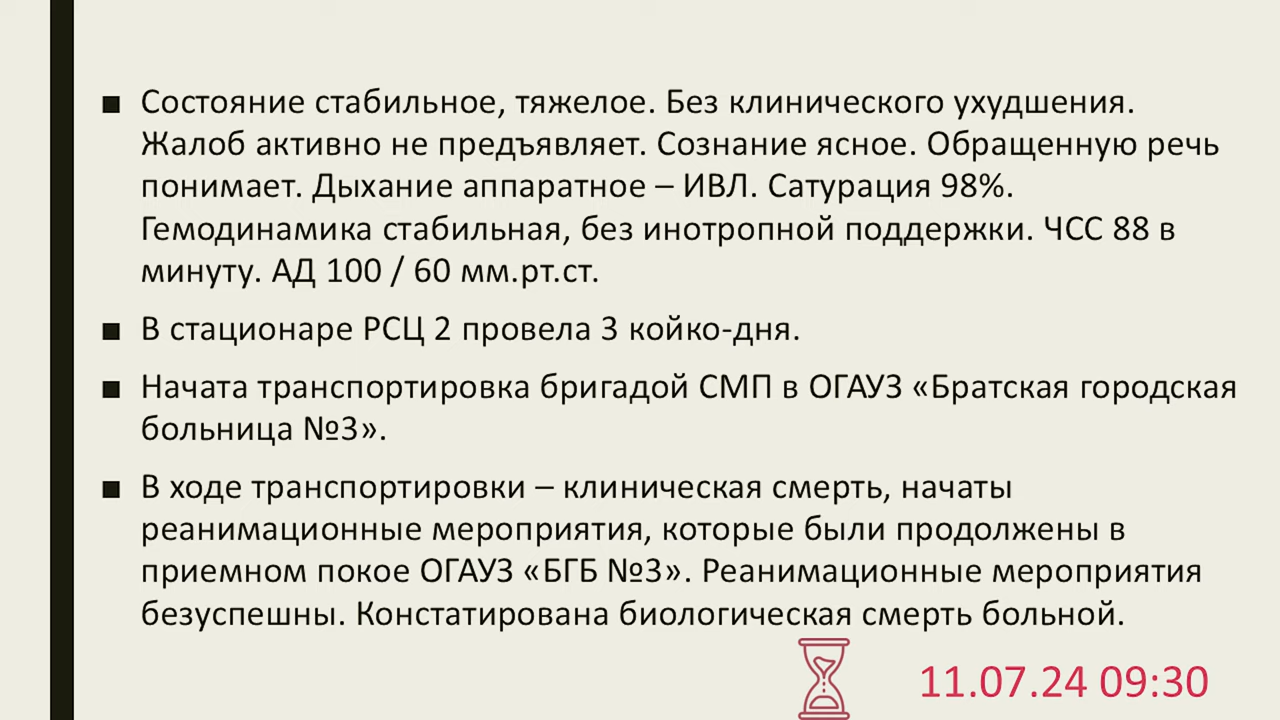 ■ Состояние стабильное, тяжелое. Без клинического ухудшения.
Жалоб активно не предъявляет. Сознание ясное. Обращенную речь
понимает. Дыхание аппаратное – ИВЛ. Сатурация 98%.
Гемодинамика стабильная, без инотропной поддержки. ЧСС 88 в
минуту. АД 100 / 60 мм.рт.ст.
■ В стационаре РСЦ 2 провела 3 койко-дня.
■ Начата транспортировка бригадой СМП в ОГАУЗ «Братская городская
больница №3».
■ В ходе транспортировки – клиническая смерть, начаты
реанимационные мероприятия, которые были продолжены в
приемном покое ОГАУЗ «БГБ №3». Реанимационные мероприятия
безуспешны. Констатирована биологическая смерть больной.
11.07.24 09:30